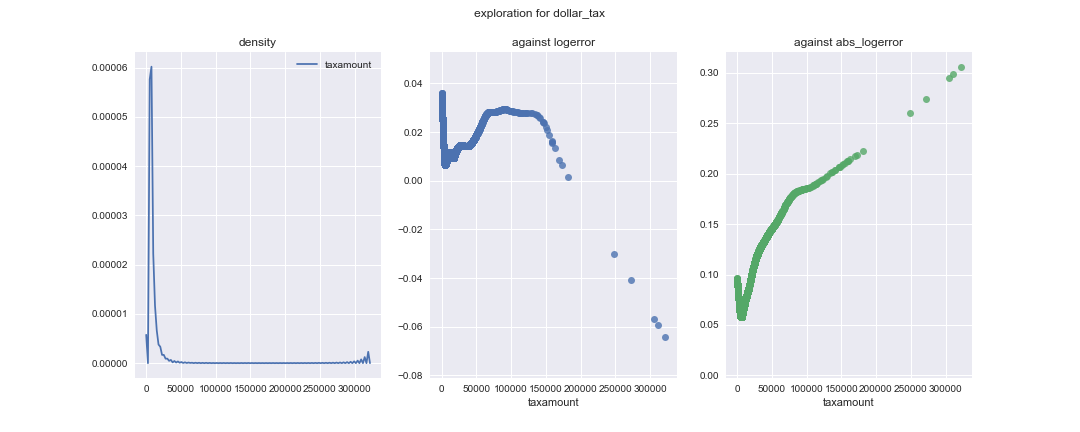 exploration for dollar_tax
density
against logerror
against abs_logerror
taxamount
0.00006
0.00005
0.00004
0.00003
0.00002
0.00001
0.00000
0 50000 100000 150000 200000 250000 300000
0.04
0.02
0.00
−0.02
−0.04
−0.06
−0.08
0 50000 100000 150000 200000 250000 300000
taxamount
0.30
0.25
0.20
0.15
0.10
0.05
0.00
0 50000 100000 150000 200000 250000 300000
taxamount